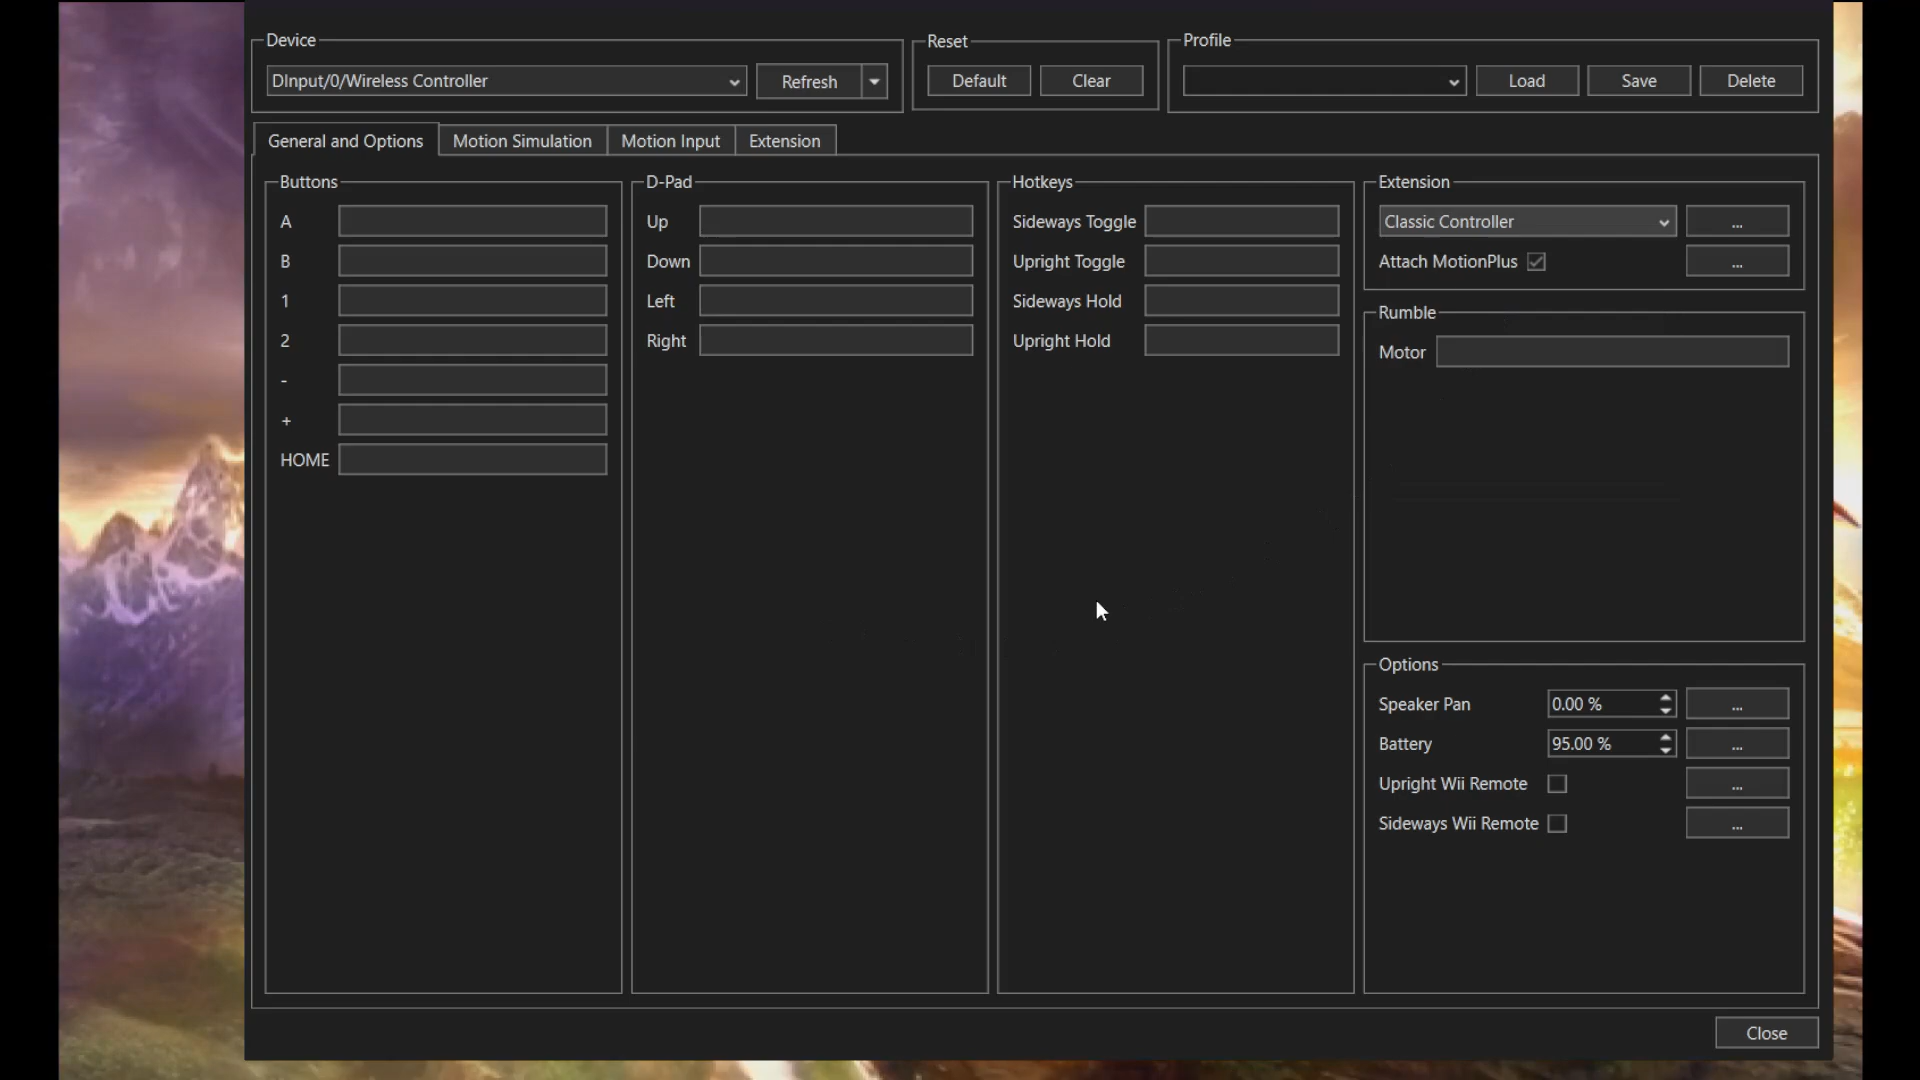 Device
DInput/0/Wireless Controller
Refresh
Reset
Default
Clear
Profile
Load
Save
Delete
General and Options
Motion Simulation
Motion Input
Extension
Buttons
A
B
1
2
-
+
HOME
D-Pad
Up
Down
Left
Right
Hotkeys
Sideways Toggle
Upright Toggle
Sideways Hold
Upright Hold
Extension
Classic Controller
...
Attach MotionPlus
...
Rumble
Motor
Options
Speaker Pan
0.00 %
...
Battery
95.00 %
...
Upright Wii Remote
...
Sideways Wii Remote
...
Close